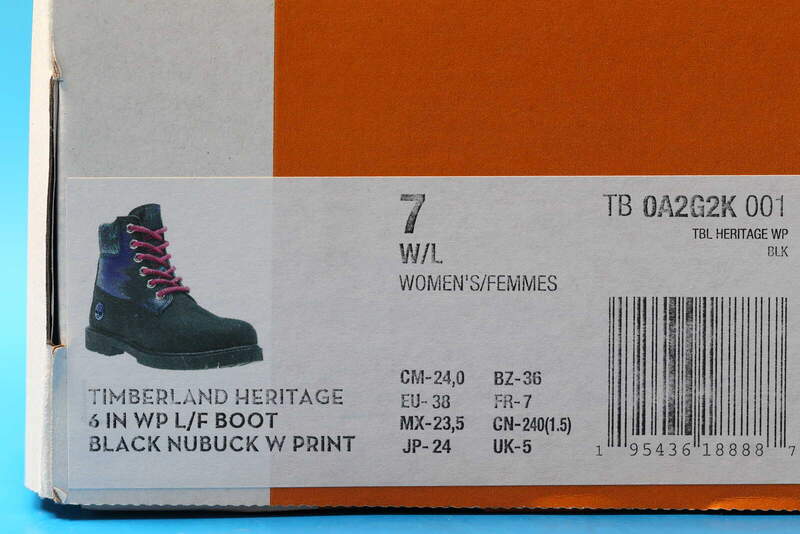 7
W/L
WOMEN'S/FEMMES
TB 0A2G2K 001
TBL HERITAGE WP
BLK
TIMBERLAND HERITAGE
6 IN WP L/F BOOT
BLACK NUBUCK W PRINT
CM-24,0 BZ-36
EU-38 FR-7
MX-23,5 CN-240(1.5)
JP-24 UK-5
1 95436 18888 7